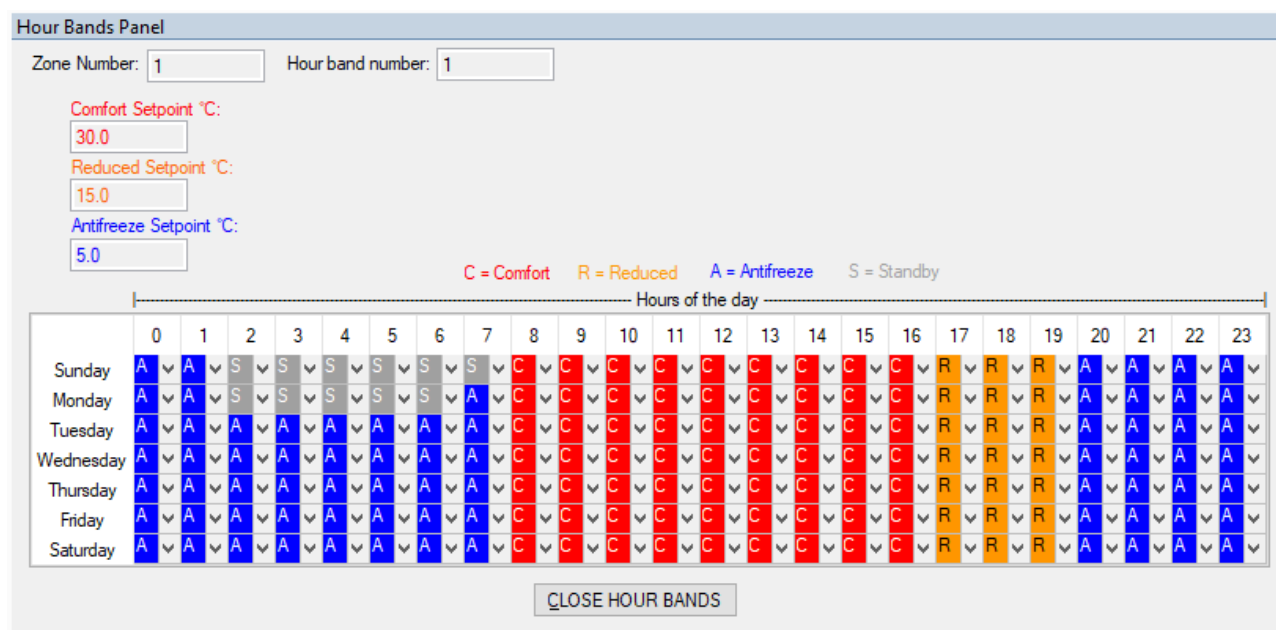 Hour Bands Panel
Zone Number: 1 Hour band number: 1
Comfort Setpoint °C:
30.0
Reduced Setpoint °C:
15.0
Antifreeze Setpoint °C:
5.0
C = Comfort R = Reduced A = Antifreeze S = Standby
Hours of the day
0 1 2 3 4 5 6 7 8 9 10 11 12 13 14 15 16 17 18 19 20 21 22 23
Sunday A A S S S S S S C C C C C C C C C R R R A A A A
Monday A A S S S S S A C C C C C C C C C R R R A A A A
Tuesday A A A A A A A A C C C C C C C C C R R R A A A A
Wednesday A A A A A A A A C C C C C C C C C R R R A A A A
Thursday A A A A A A A A C C C C C C C C C R R R A A A A
Friday A A A A A A A A C C C C C C C C C R R R A A A A
Saturday A A A A A A A A C C C C C C C C C R R R A A A A
CLOSE HOUR BANDS